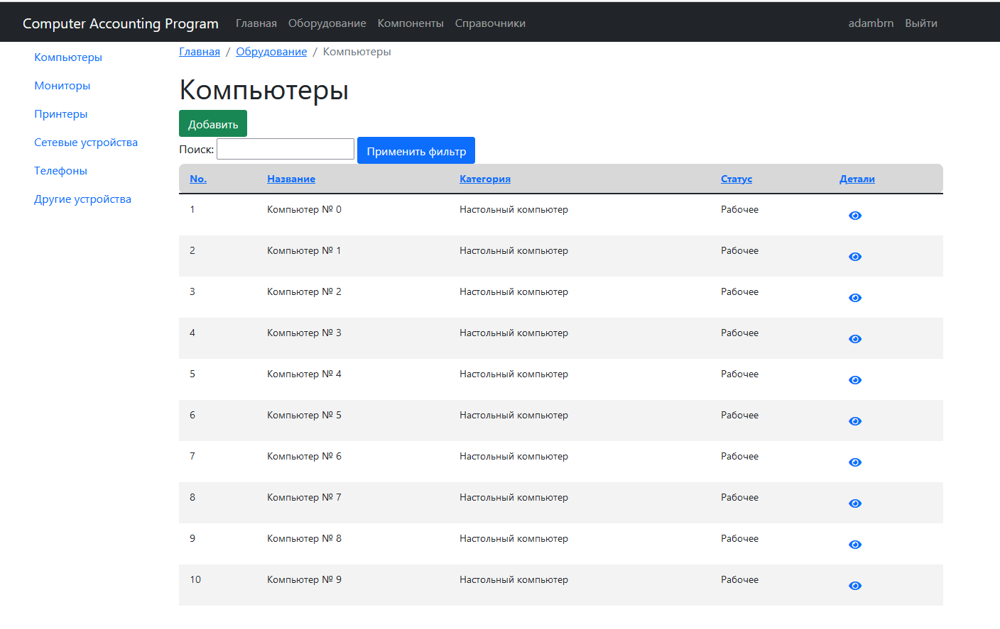 Computer Accounting Program Главная Оборудование Компоненты Справочники adambrn Выйти
Компьютеры
Мониторы
Принтеры
Сетевые устройства
Телефоны
Другие устройства
Главная / Обрудование / Компьютеры
Компьютеры
Добавить
Поиск: Применить фильтр
No. Название Категория Статус Детали
1 Компьютер № 0 Настольный компьютер Рабочее
2 Компьютер № 1 Настольный компьютер Рабочее
3 Компьютер № 2 Настольный компьютер Рабочее
4 Компьютер № 3 Настольный компьютер Рабочее
5 Компьютер № 4 Настольный компьютер Рабочее
6 Компьютер № 5 Настольный компьютер Рабочее
7 Компьютер № 6 Настольный компьютер Рабочее
8 Компьютер № 7 Настольный компьютер Рабочее
9 Компьютер № 8 Настольный компьютер Рабочее
10 Компьютер № 9 Настольный компьютер Рабочее